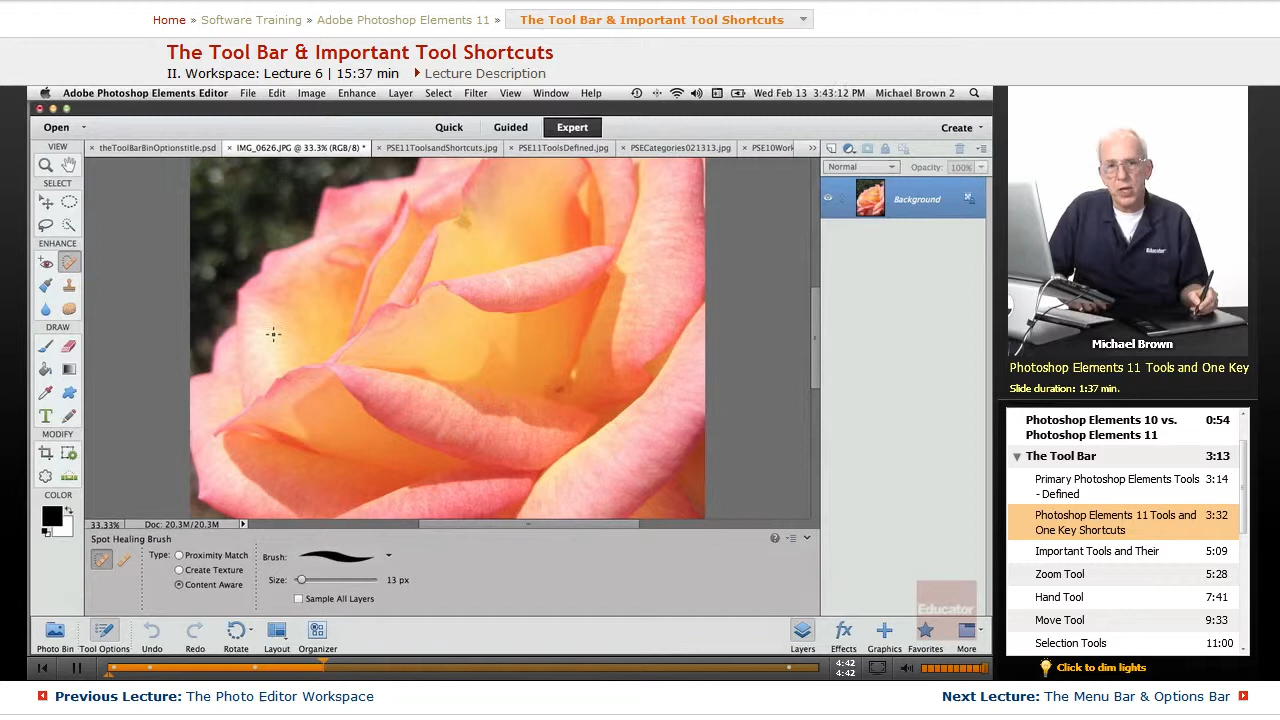 Home » Software Training » Adobe Photoshop Elements 11 » The Tool Bar & Important Tool Shortcuts
The Tool Bar & Important Tool Shortcuts
II. Workspace: Lecture 6 | 15:37 min Lecture Description
Adobe Photoshop Elements Editor File Edit Image Enhance Layer Select Filter View Window Help Wed Feb 13 3:43:12 PM Michael Brown 2
Open Quick Guided Expert Create
VIEW
theToolBarBinOptionstitle.psd IMG_0626.JPG @ 33.3% (RGB/8) * PSE11ToolsandShortcuts.jpg PSE11ToolsDefined.jpg PSECategories021313.jpg PSE10Work
Normal Opacity: 100%
SELECT
Background
ENHANCE
DRAW
T
MODIFY
COLOR
33.33% Doc: 20.3M/20.3M
Spot Healing Brush
Type: Proximity Match
Create Texture
Content Aware
Brush:
Size: 13 px
Sample All Layers
Educator
Photo Bin Tool Options Undo Redo Rotate Layout Organizer Layers Effects Graphics Favorites More
fx
4:42
4:42
Educator
Michael Brown
Photoshop Elements 11 Tools and One Key
Slide duration: 1:37 min.
Photoshop Elements 10 vs. Photoshop Elements 11 0:54
The Tool Bar 3:13
Primary Photoshop Elements Tools - Defined 3:14
Photoshop Elements 11 Tools and One Key Shortcuts 3:32
Important Tools and Their 5:09
Zoom Tool 5:28
Hand Tool 7:41
Move Tool 9:33
Selection Tools 11:00
Click to dim lights
Previous Lecture: The Photo Editor Workspace
Next Lecture: The Menu Bar & Options Bar